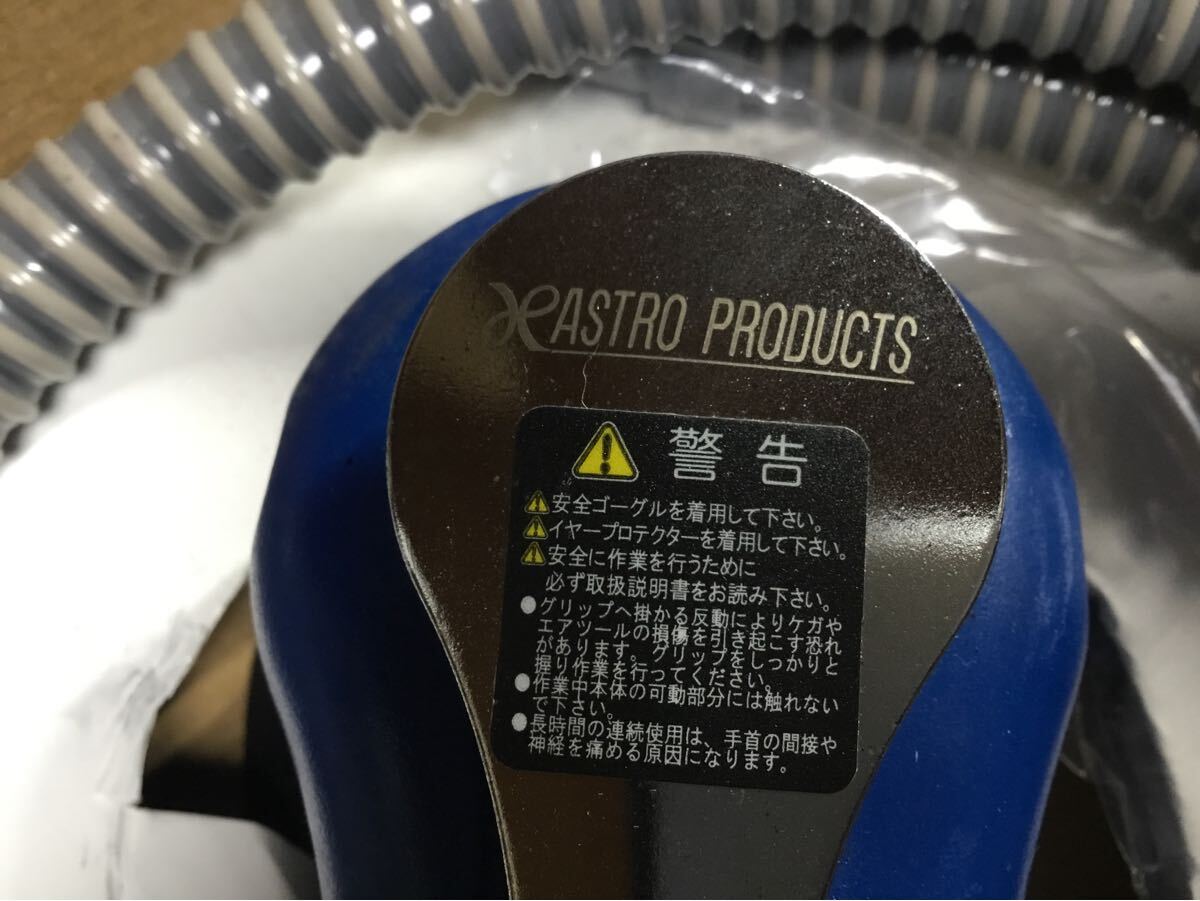 ASTRO PRODUCTS
警告
安全ゴーグルを着用して下さい。
イヤープロテクターを着用して下さい。
安全に作業を行うために
必ず取扱説明書をお読み下さい。
●グリップへ掛かる反動によりケガや
エアツールの損傷を引き起こす恐れ
があります。グリップをしっかりと
握り作業を行ってください。
●作業中本体の可動部分には触れない
で下さい。
●長時間の連続使用は、手首の間接や
神経を痛める原因になります。